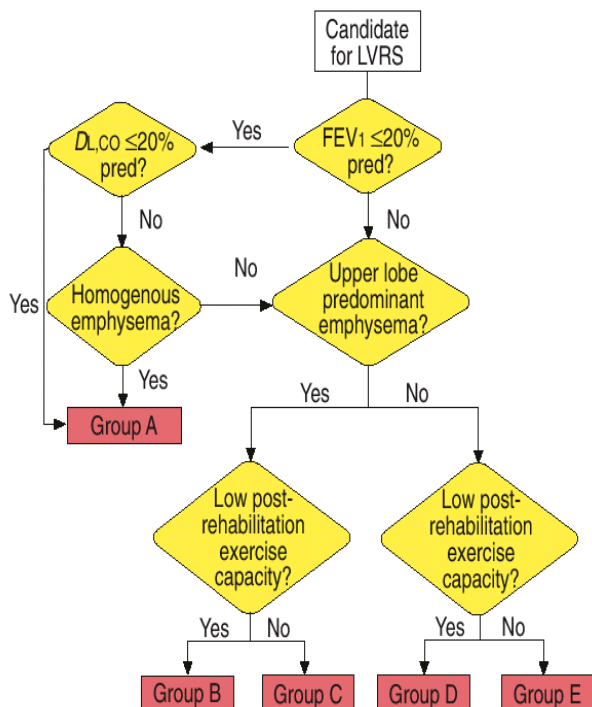 Candidate
for LVRS
FEV1 ≤20%
pred?
Yes
DL,CO ≤20%
pred?
No
No
Homogenous
emphysema?
No
Upper lobe
predominant
emphysema?
Yes
Yes
Group A
Yes
No
Low post-
rehabilitation
exercise
capacity?
Low post-
rehabilitation
exercise
capacity?
Yes
No
Yes
No
Group B
Group C
Group D
Group E